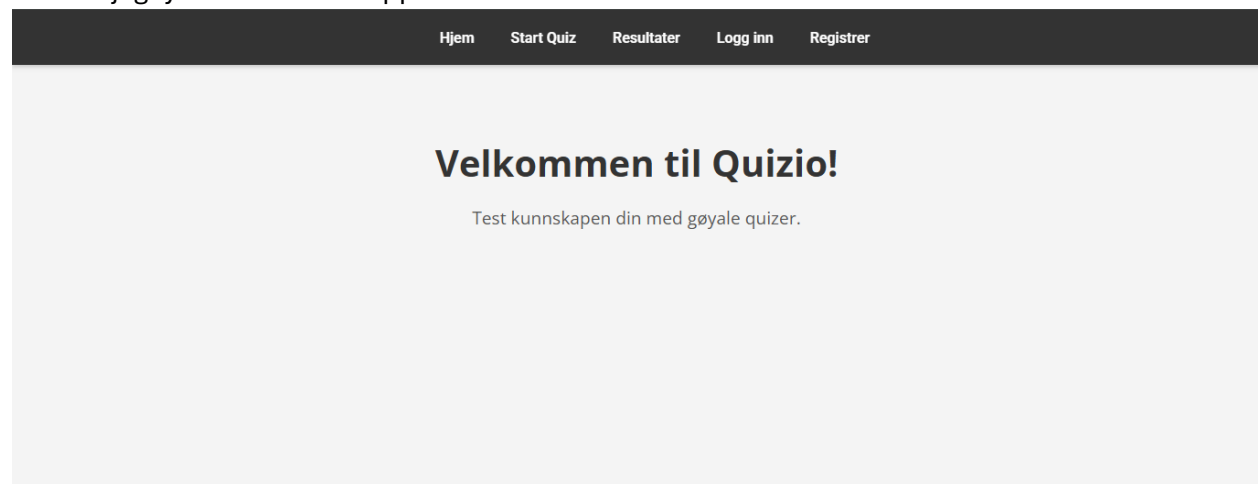 Hjem Start Quiz Resultater Logg inn Registrer
Velkommen til Quizio!
Test kunnskapen din med gøyale quizer.